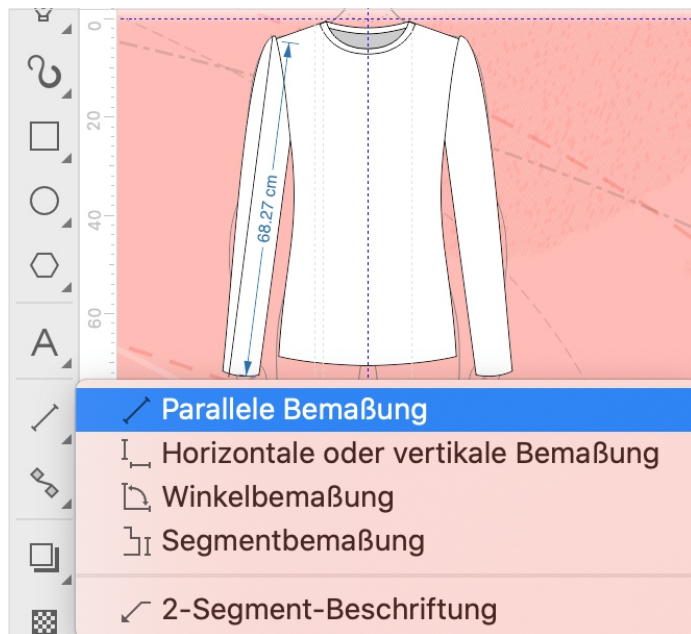 0
20
40
60
68.27 cm
A
Parallele Bemaßung
Horizontale oder vertikale Bemaßung
Winkelbemaßung
Segmentbemaßung
2-Segment-Beschriftung